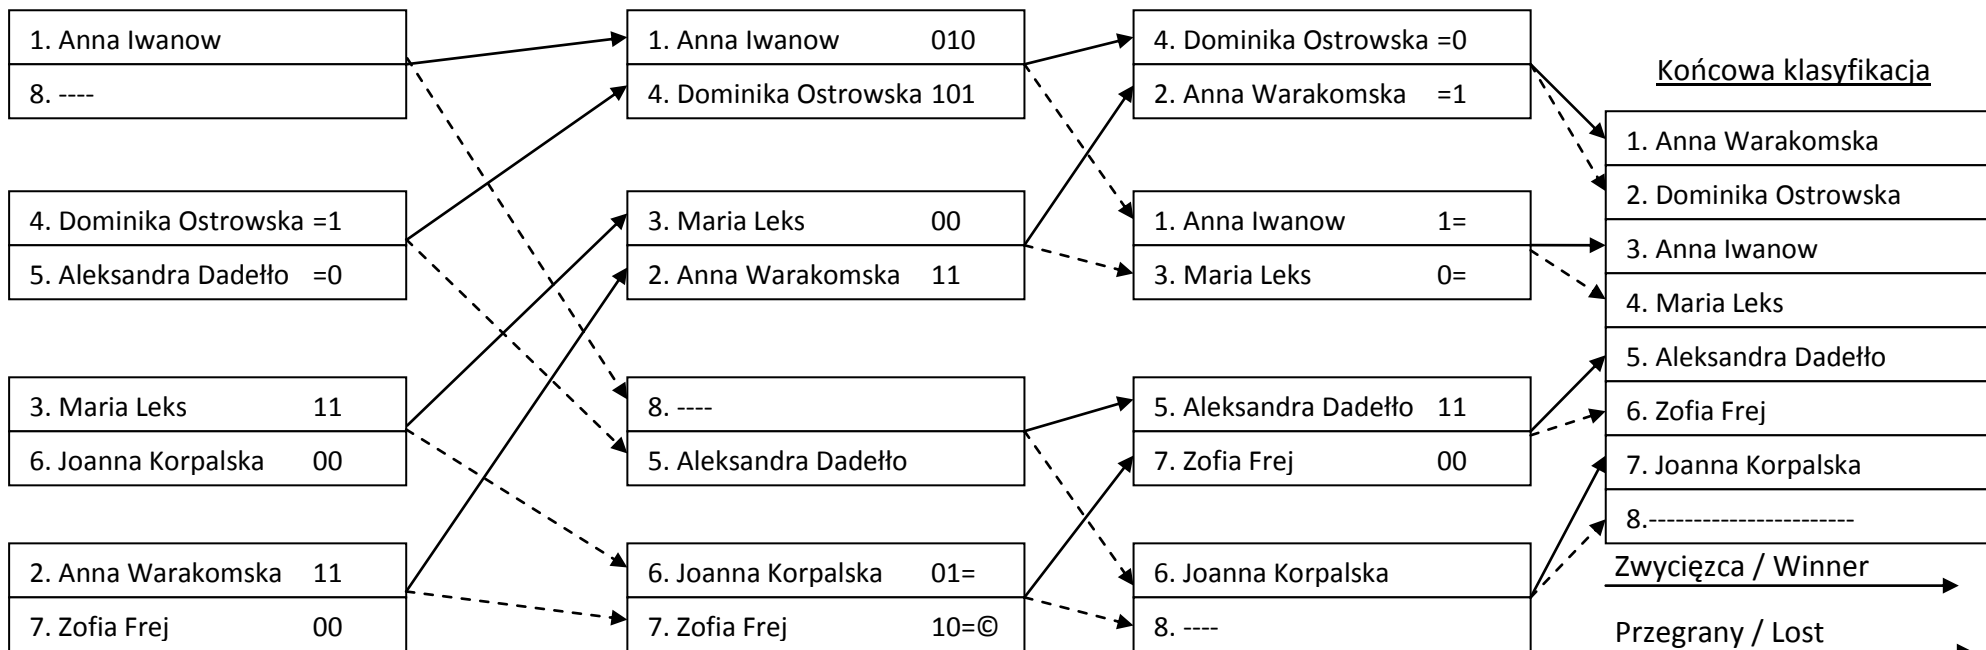 1. Anna Iwanow
8. ----
4. Dominika Ostrowska =1
5. Aleksandra Dadełło =0
3. Maria Leks 11
6. Joanna Korpalska 00
2. Anna Warakomska 11
7. Zofia Frej 00
1. Anna Iwanow 010
4. Dominika Ostrowska 101
3. Maria Leks 00
2. Anna Warakomska 11
8. ----
5. Aleksandra Dadełło
6. Joanna Korpalska 01=
7. Zofia Frej 10=©
4. Dominika Ostrowska =0
2. Anna Warakomska =1
1. Anna Iwanow 1=
3. Maria Leks 0=
5. Aleksandra Dadełło 11
7. Zofia Frej 00
6. Joanna Korpalska
8. ----
Końcowa klasyfikacja
1. Anna Warakomska
2. Dominika Ostrowska
3. Anna Iwanow
4. Maria Leks
5. Aleksandra Dadełło
6. Zofia Frej
7. Joanna Korpalska
8.----------------------
Zwycięzca / Winner
Przegrany / Lost